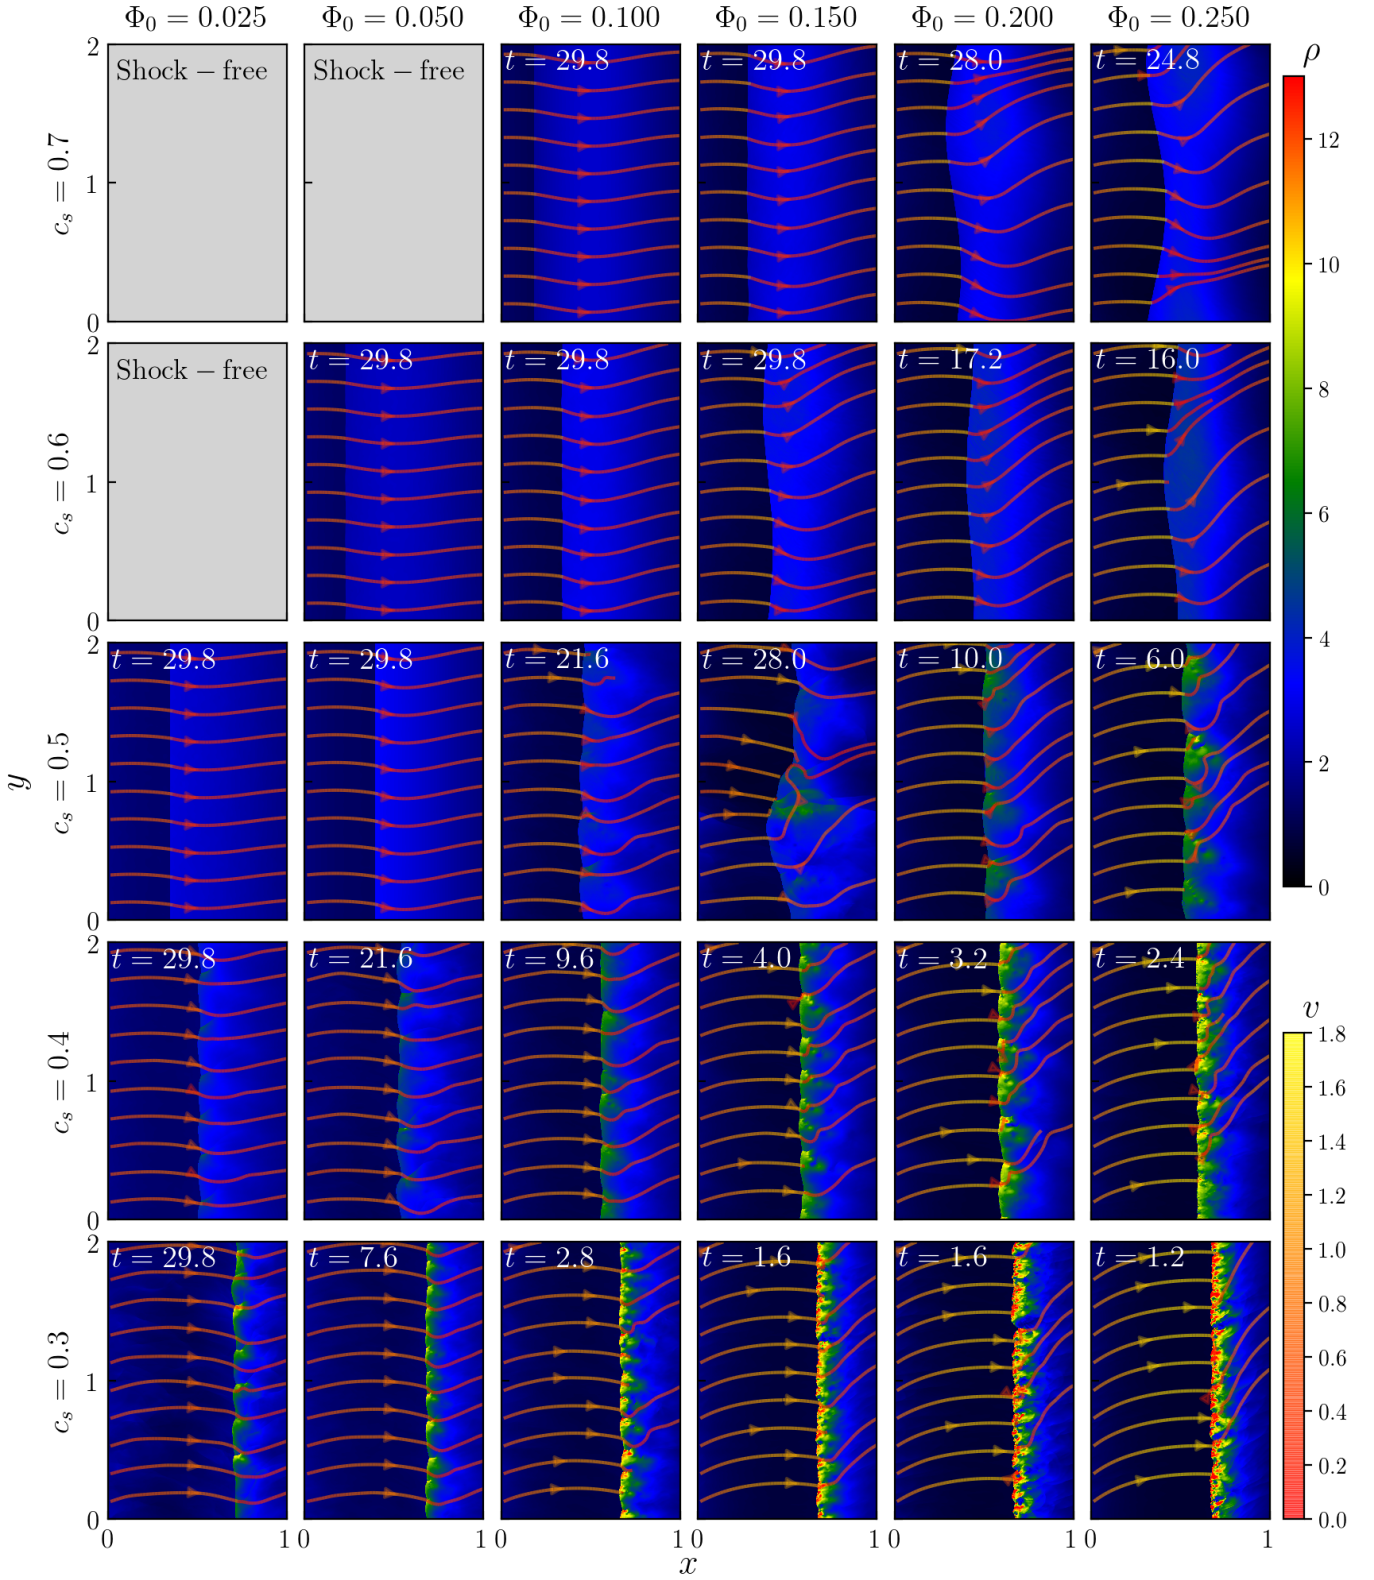 Φ₀ = 0.025 Φ₀ = 0.050 Φ₀ = 0.100 Φ₀ = 0.150 Φ₀ = 0.200 Φ₀ = 0.250
ρ
12
10
8
6
4
2
0
v
1.8
1.6
1.4
1.2
1.0
0.8
0.6
0.4
0.2
0.0
y
c_s = 0.7
2
1
0
Shock – free
Shock – free
t = 29.8
t = 29.8
t = 28.0
t = 24.8
c_s = 0.6
2
1
0
Shock – free
t = 29.8
t = 29.8
t = 29.8
t = 17.2
t = 16.0
c_s = 0.5
2
1
0
t = 29.8
t = 29.8
t = 21.6
t = 28.0
t = 10.0
t = 6.0
c_s = 0.4
2
1
0
t = 29.8
t = 21.6
t = 9.6
t = 4.0
t = 3.2
t = 2.4
c_s = 0.3
2
1
0
t = 29.8
t = 7.6
t = 2.8
t = 1.6
t = 1.6
t = 1.2
0 1 0 1 0 1 0 1 0 1 0 1
x